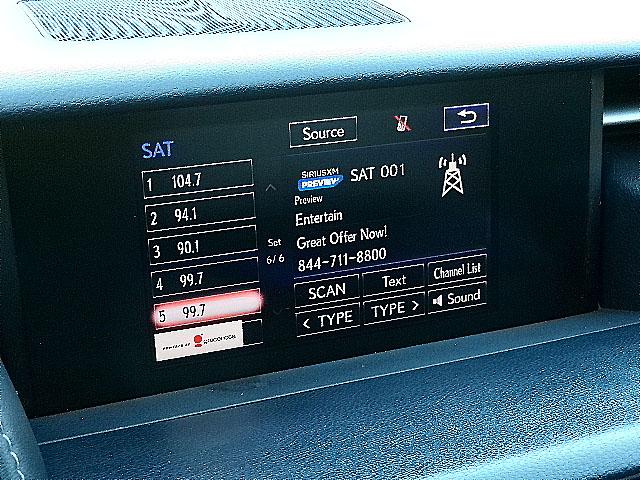 SAT
Source
1 104.7
2 94.1
3 90.1
4 99.7
5 99.7
Set
6/6
SIRIUSXM
PREVIEW
SAT 001
Preview
Entertain
Great Offer Now!
844-711-8800
SCAN
Text
Channel List
< TYPE
TYPE >
Sound